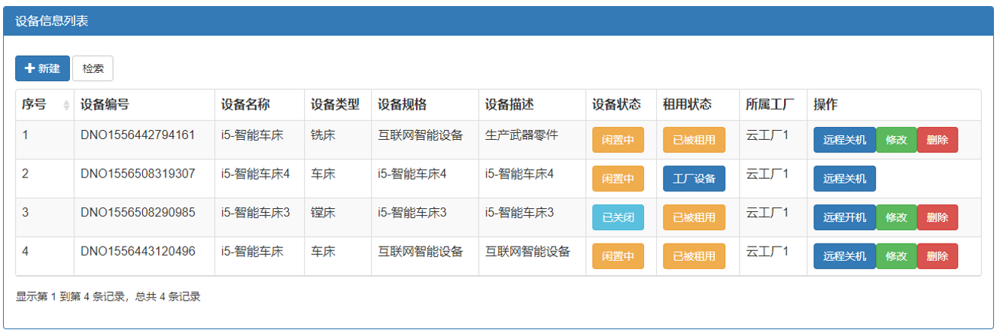 设备信息列表
新建 检索
序号 设备编号 设备名称 设备类型 设备规格 设备描述 设备状态 租用状态 所属工厂 操作
1 DNO1556442794161 i5-智能车床 铣床 互联网智能设备 生产武器零件 闲置中 已被租用 云工厂1 远程关机 修改 删除
2 DNO1556508319307 i5-智能车床4 车床 i5-智能车床4 i5-智能车床4 闲置中 工厂设备 云工厂1 远程关机
3 DNO1556508290985 i5-智能车床3 镗床 i5-智能车床3 i5-智能车床3 已关闭 已被租用 云工厂1 远程开机 修改 删除
4 DNO1556443120496 i5-智能车床 车床 互联网智能设备 互联网智能设备 闲置中 已被租用 云工厂1 远程关机 修改 删除
显示第 1 到第 4 条记录，总共 4 条记录